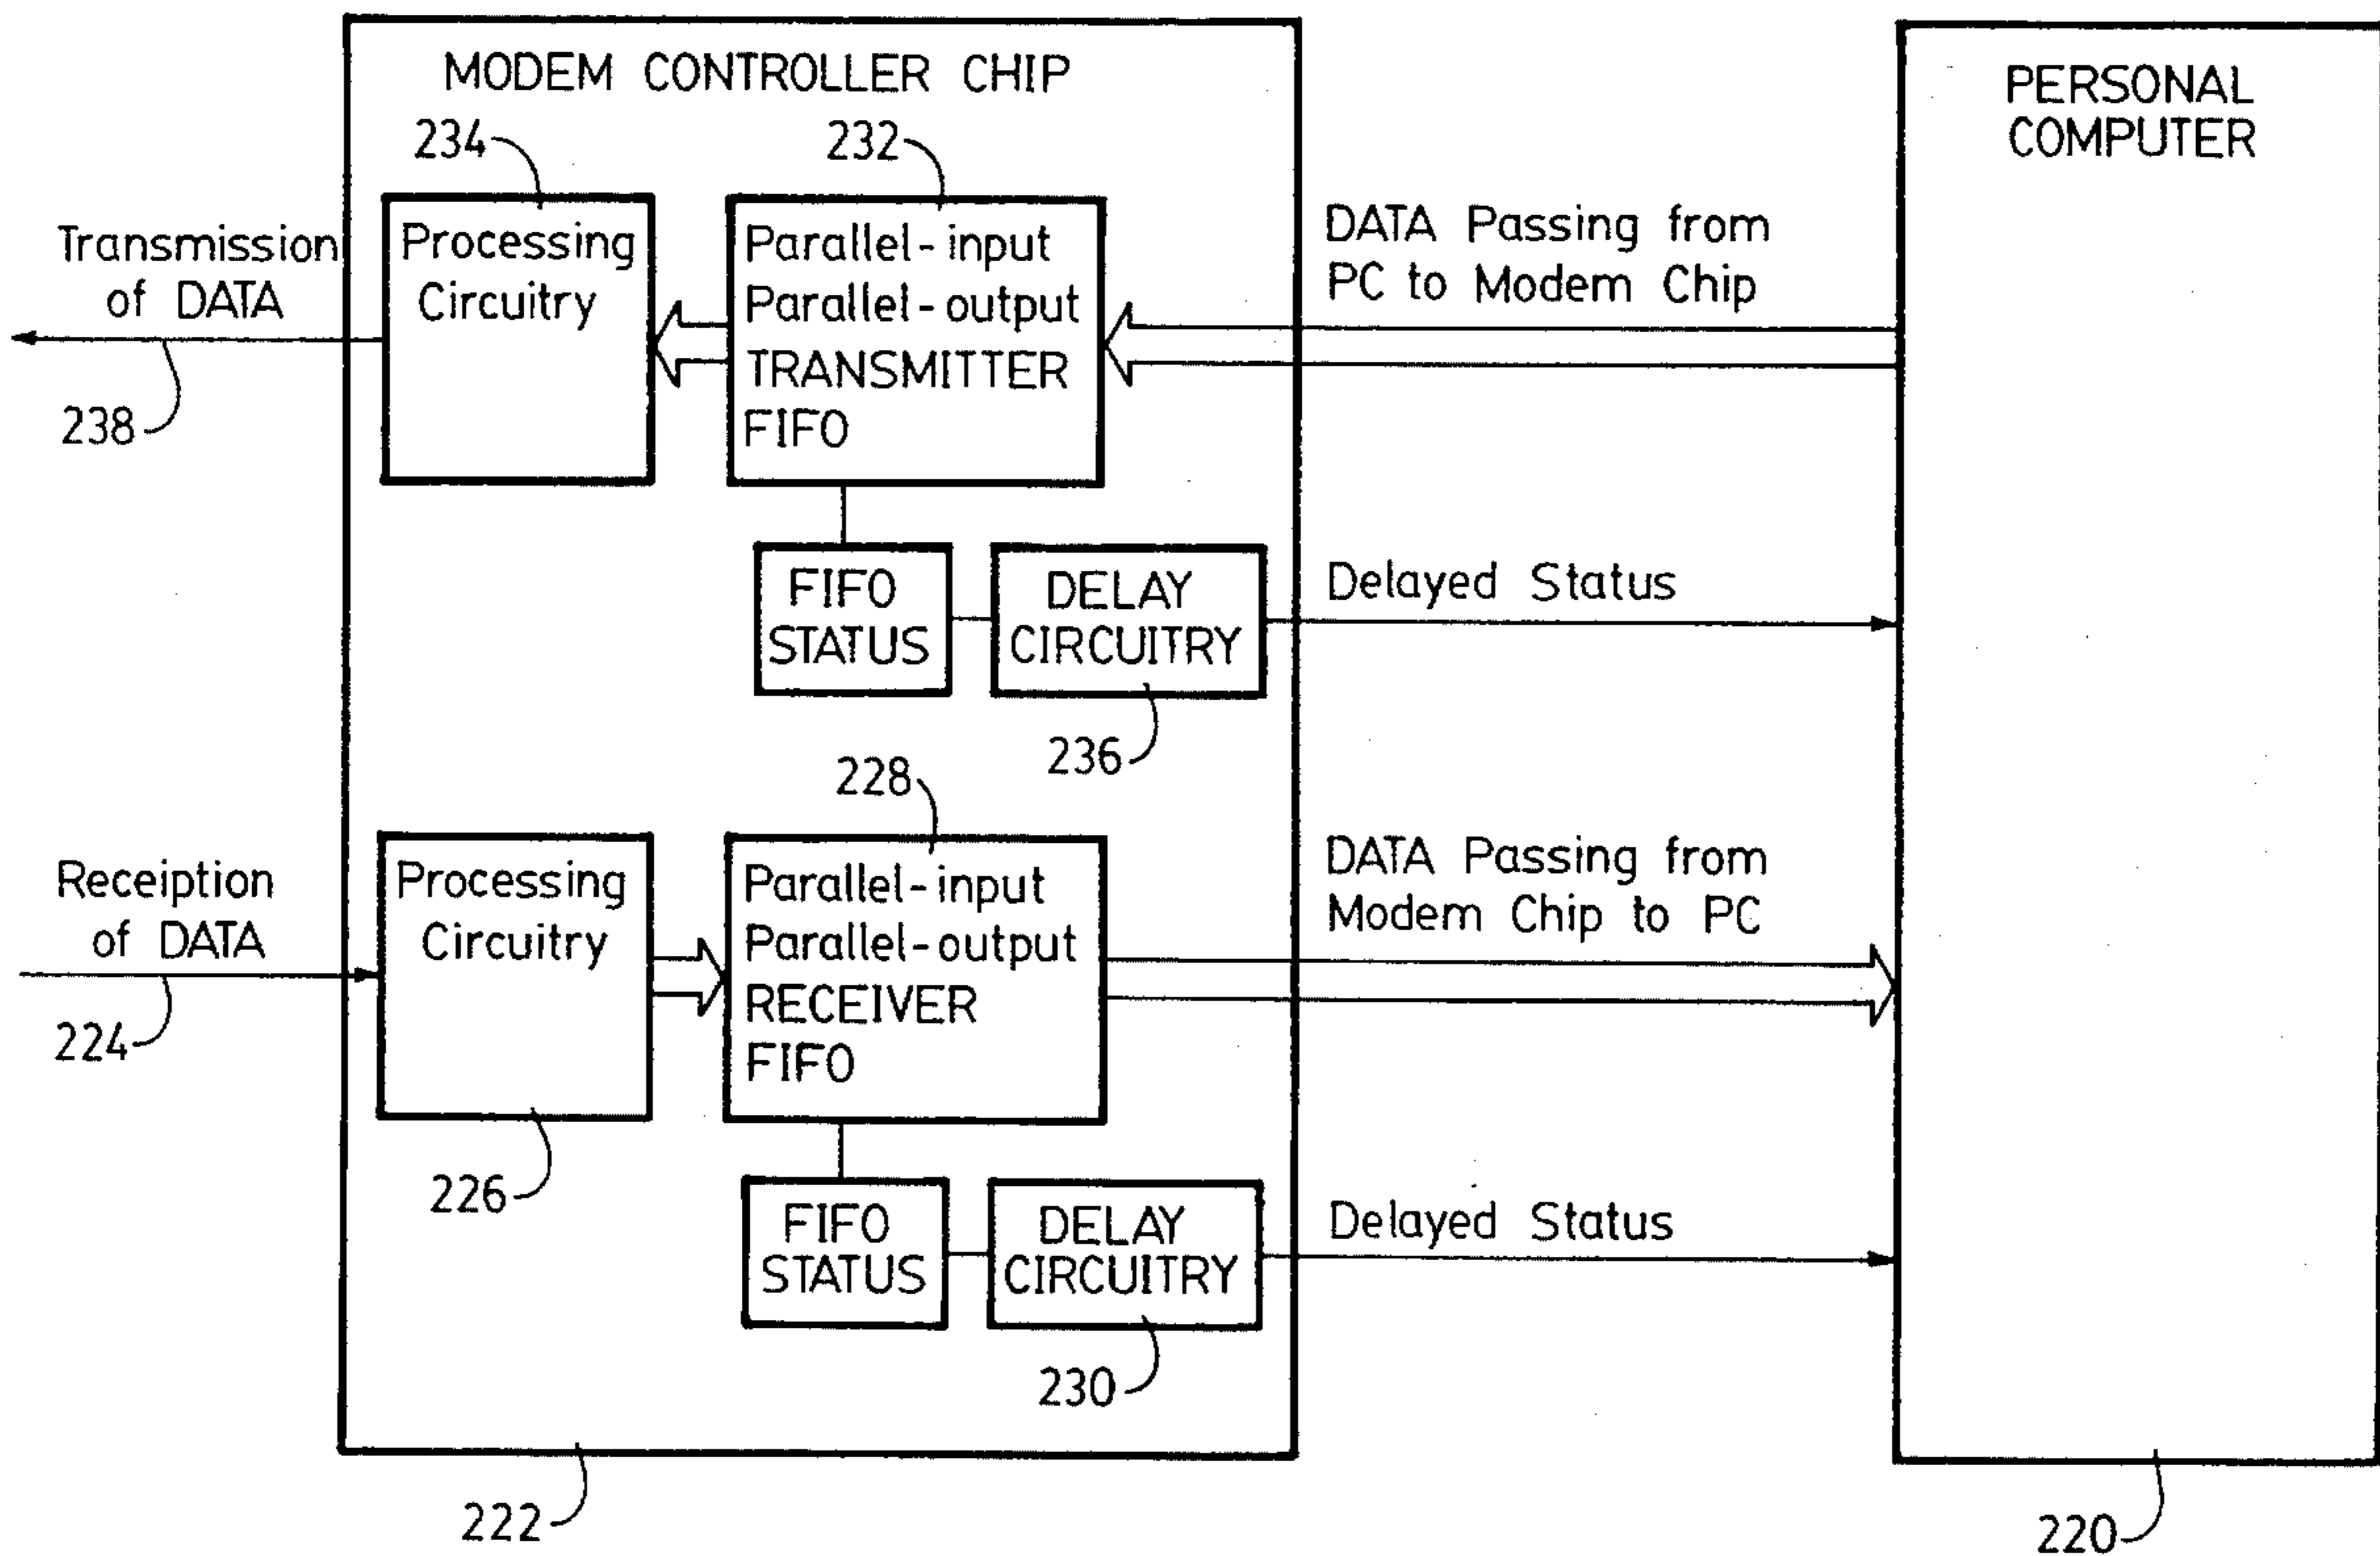 MODEM CONTROLLER CHIP
PERSONAL
COMPUTER
234
232
Transmission
of DATA
238
Processing
Circuitry
Parallel-input
Parallel-output
TRANSMITTER
FIFO
DATA Passing from
PC to Modem Chip
FIFO
STATUS
DELAY
CIRCUITRY
Delayed Status
236
228
Receiption
of DATA
224
Processing
Circuitry
Parallel-input
Parallel-output
RECEIVER
FIFO
DATA Passing from
Modem Chip to PC
226
FIFO
STATUS
DELAY
CIRCUITRY
Delayed Status
230
222
220